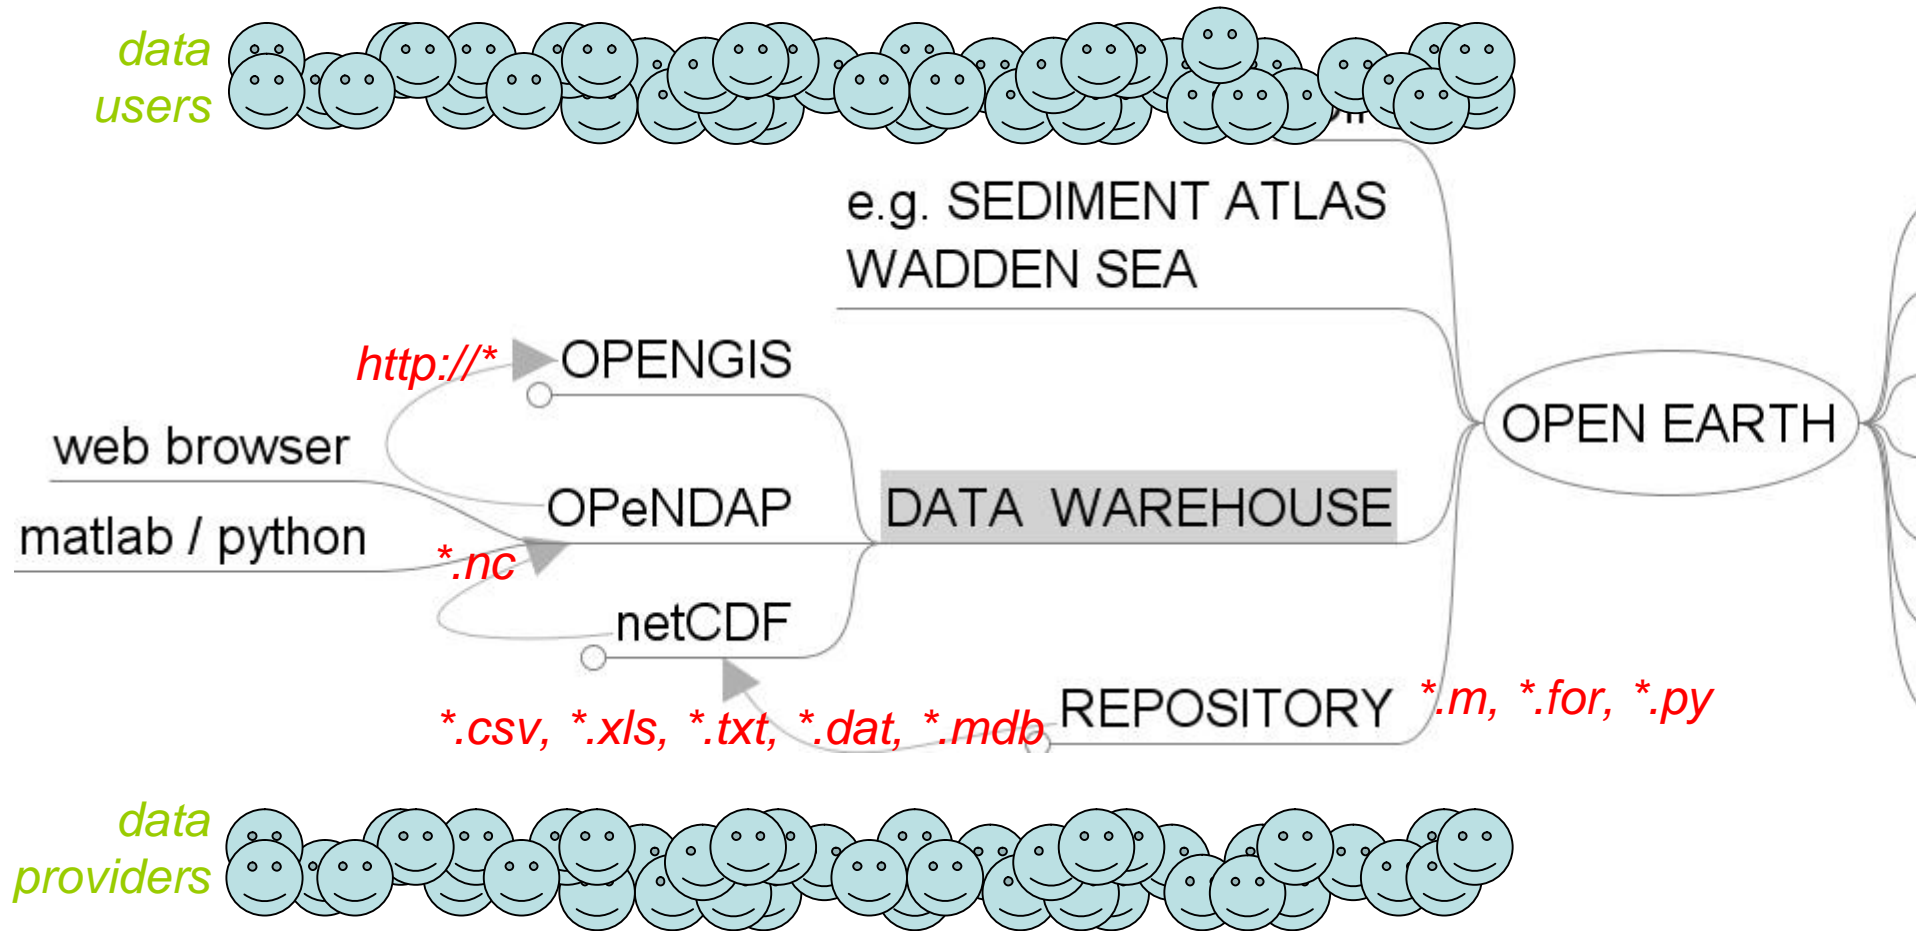 data
users
e.g. SEDIMENT ATLAS
WADDEN SEA
http://*
OPENGIS
web browser
OPeNDAP
DATA WAREHOUSE
OPEN EARTH
matlab / python
*.nc
netCDF
*.csv, *.xls, *.txt, *.dat, *.mdb
REPOSITORY
*.m, *.for, *.py
data
providers